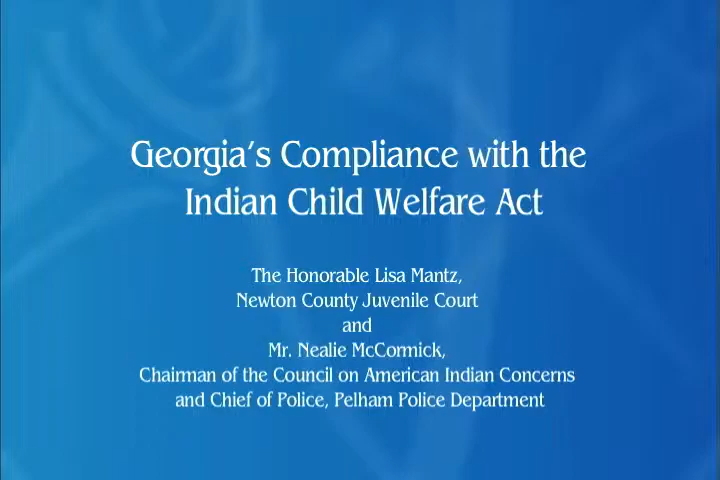 Georgia's Compliance with the
Indian Child Welfare Act
The Honorable Lisa Mantz,
Newton County Juvenile Court
and
Mr. Nealie McCormick,
Chairman of the Council on American Indian Concerns
and Chief of Police, Pelham Police Department